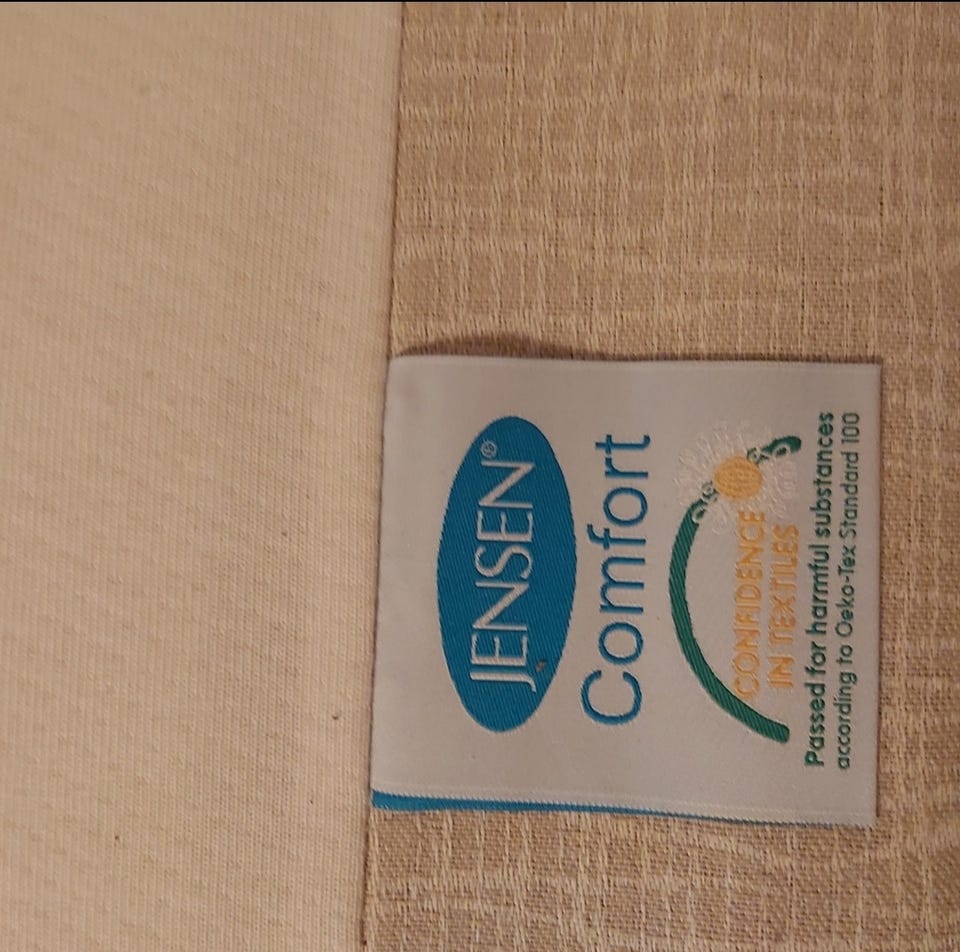 JENSEN®
Comfort
CONFIDENCE
IN TEXTILES
Passed for harmful substances
according to Oeko-Tex Standard 100